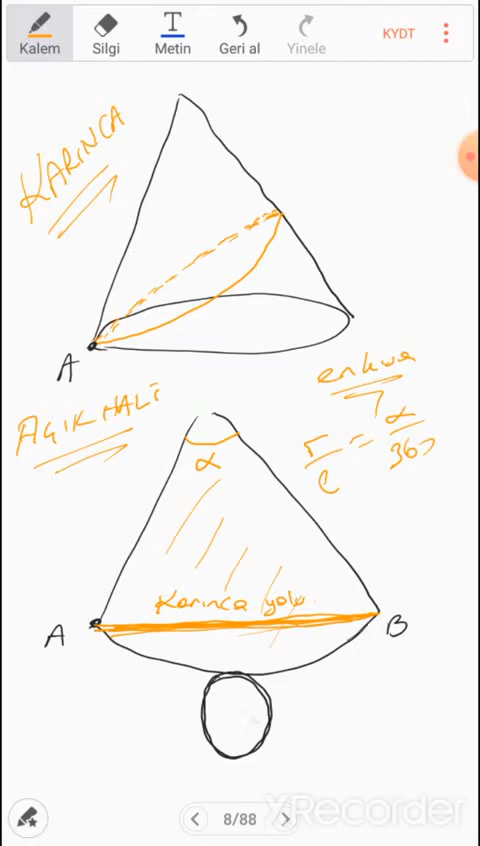 Kalem
Silgi
Metin
Geri al
Yinele
KYDT
KARINCA
A
AÇIK HALİ
enkısa
α
r/l = α/360
Karınca yolu
A
B
8/88
XRecorder